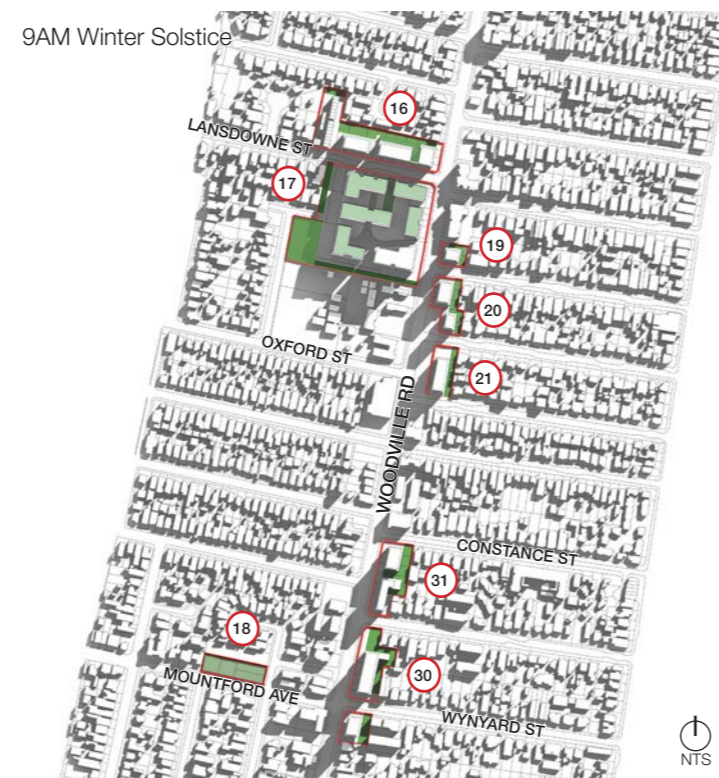 9AM Winter Solstice
16
LANSDOWNE ST
17
19
20
OXFORD ST
21
WOODVILLE RD
CONSTANCE ST
31
18
MOUNTFORD AVE
30
WYNYARD ST
NTS